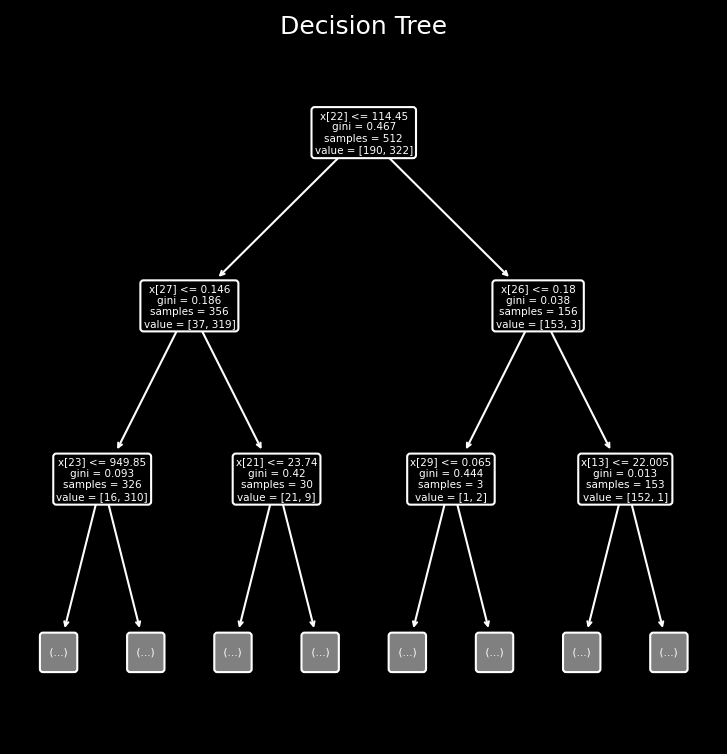 Decision Tree
x[22] <= 114.45
gini = 0.467
samples = 512
value = [190, 322]
x[27] <= 0.146
gini = 0.186
samples = 356
value = [37, 319]
x[26] <= 0.18
gini = 0.038
samples = 156
value = [153, 3]
x[23] <= 949.85
gini = 0.093
samples = 326
value = [16, 310]
x[21] <= 23.74
gini = 0.42
samples = 30
value = [21, 9]
x[29] <= 0.065
gini = 0.444
samples = 3
value = [1, 2]
x[13] <= 22.005
gini = 0.013
samples = 153
value = [152, 1]
(...)
(...)
(...)
(...)
(...)
(...)
(...)
(...)